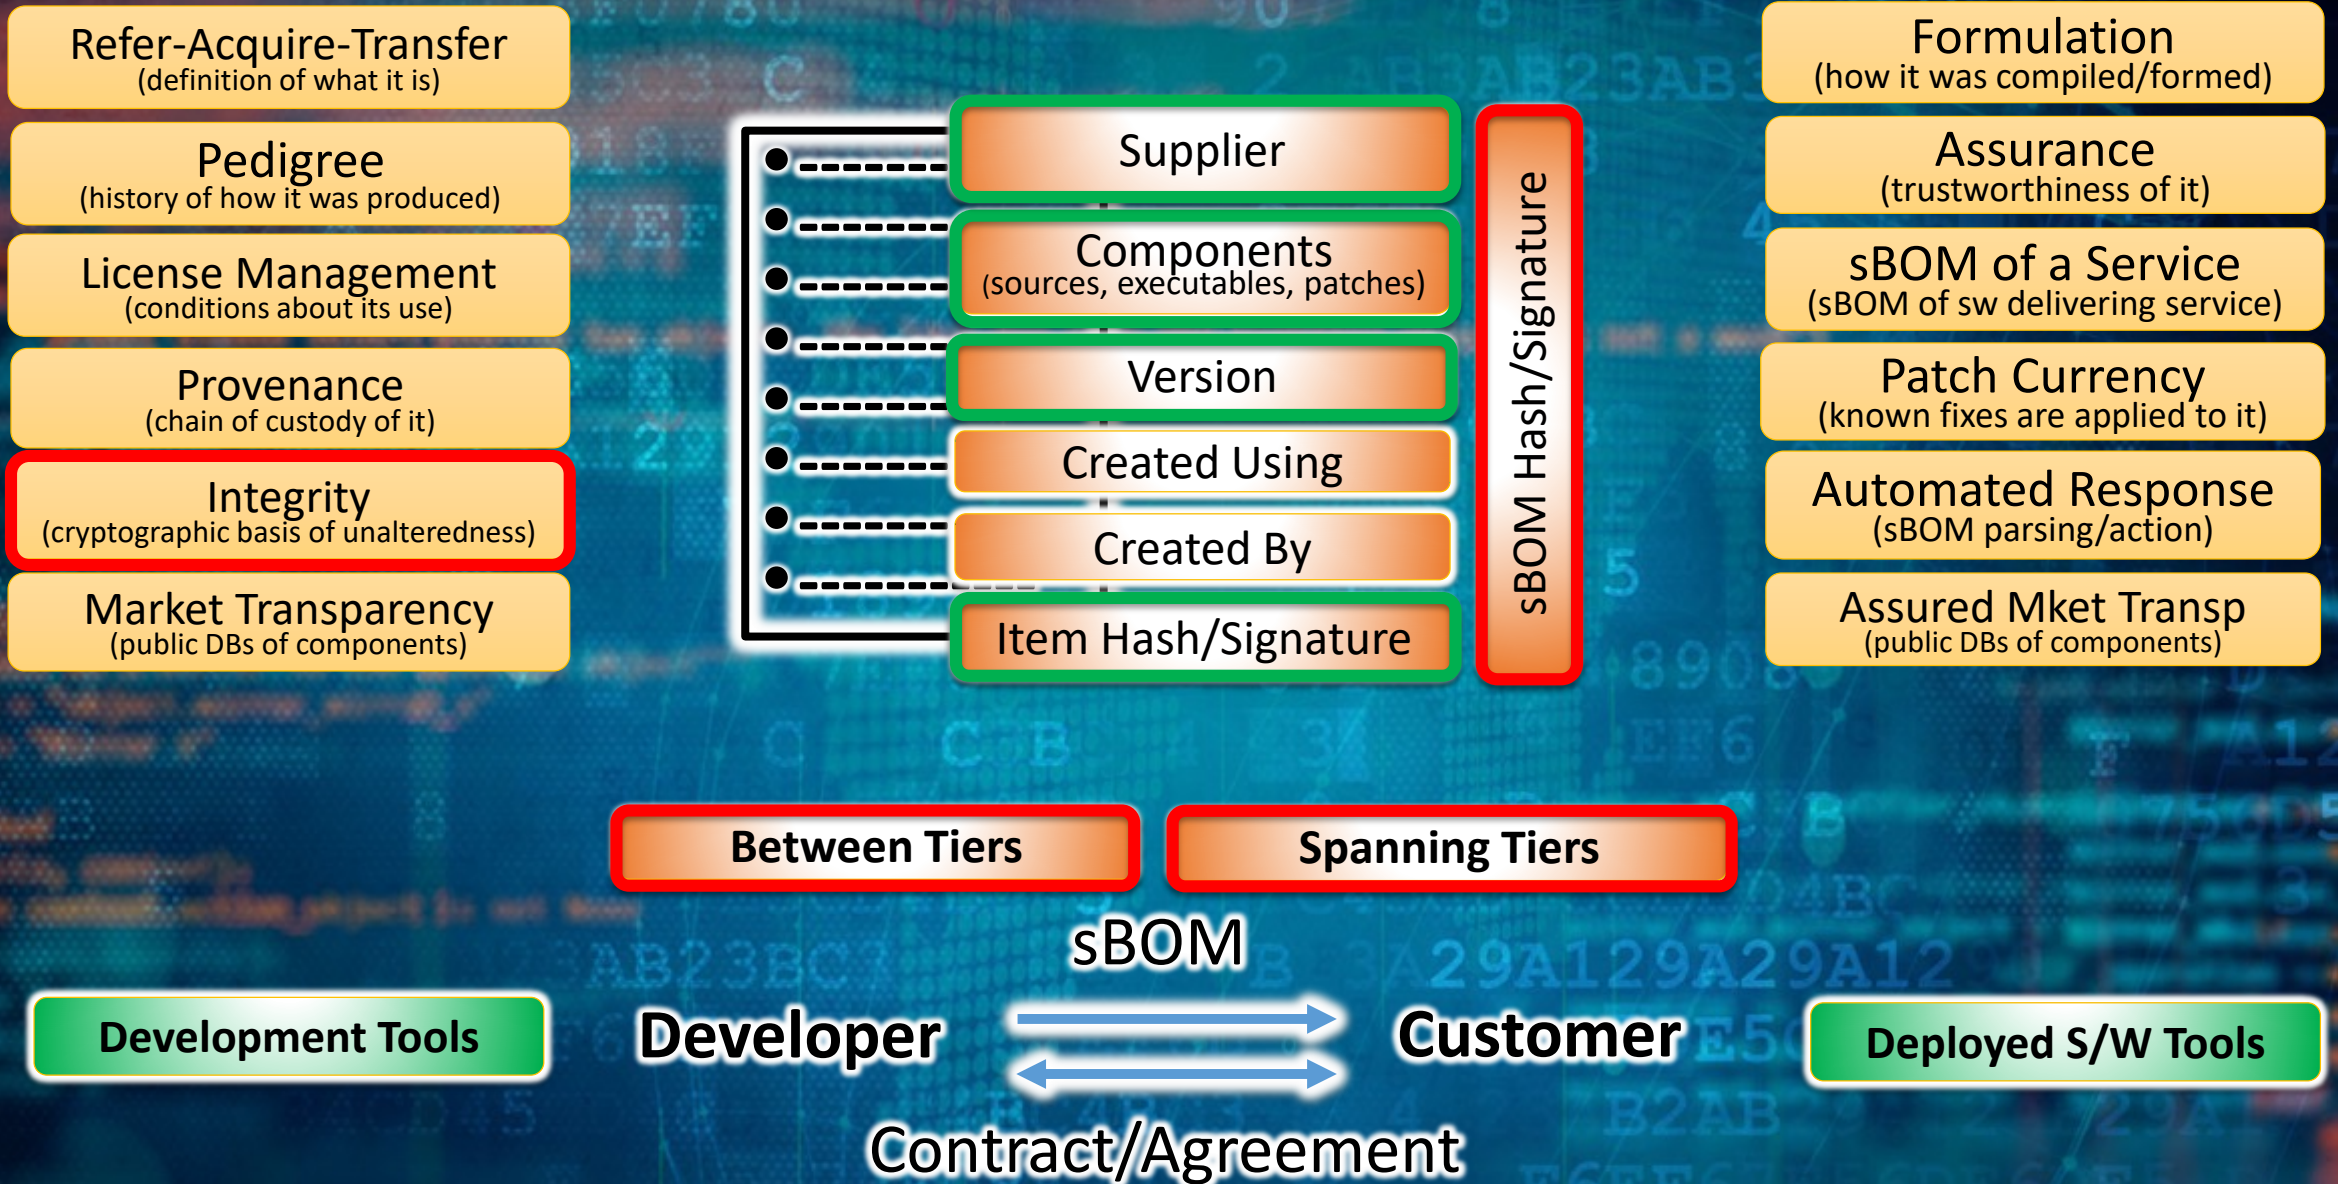 Refer-Acquire-Transfer
(definition of what it is)
Pedigree
(history of how it was produced)
License Management
(conditions about its use)
Provenance
(chain of custody of it)
Integrity
(cryptographic basis of unalteredness)
Market Transparency
(public DBs of components)
Supplier
Components
(sources, executables, patches)
Version
Created Using
Created By
Item Hash/Signature
sBOM Hash/Signature
Formulation
(how it was compiled/formed)
Assurance
(trustworthiness of it)
sBOM of a Service
(sBOM of sw delivering service)
Patch Currency
(known fixes are applied to it)
Automated Response
(sBOM parsing/action)
Assured Mket Transp
(public DBs of components)
Between Tiers
Spanning Tiers
sBOM
Development Tools
Developer
Customer
Deployed S/W Tools
Contract/Agreement